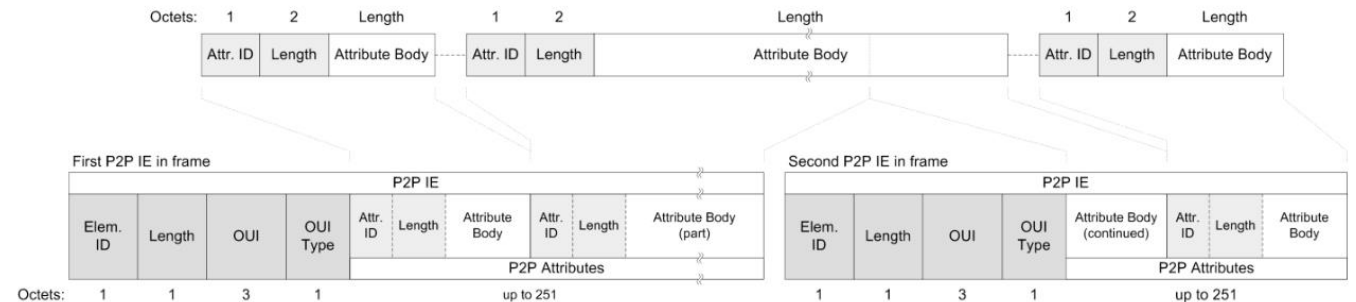 Octets: 1 2 Length 1 2 Length 1 2 Length
Attr. ID Length Attribute Body Attr. ID Length Attribute Body Attr. ID Length Attribute Body
First P2P IE in frame
P2P IE
Elem. ID
Length
OUI
OUI Type
Attr. ID
Length
Attribute Body
Attr. ID
Length
Attribute Body (part)
P2P Attributes
Octets: 1 1 3 1 up to 251
Second P2P IE in frame
P2P IE
Elem. ID
Length
OUI
OUI Type
Attribute Body (continued)
Attr. ID
Length
Attribute Body
P2P Attributes
1 1 3 1 up to 251